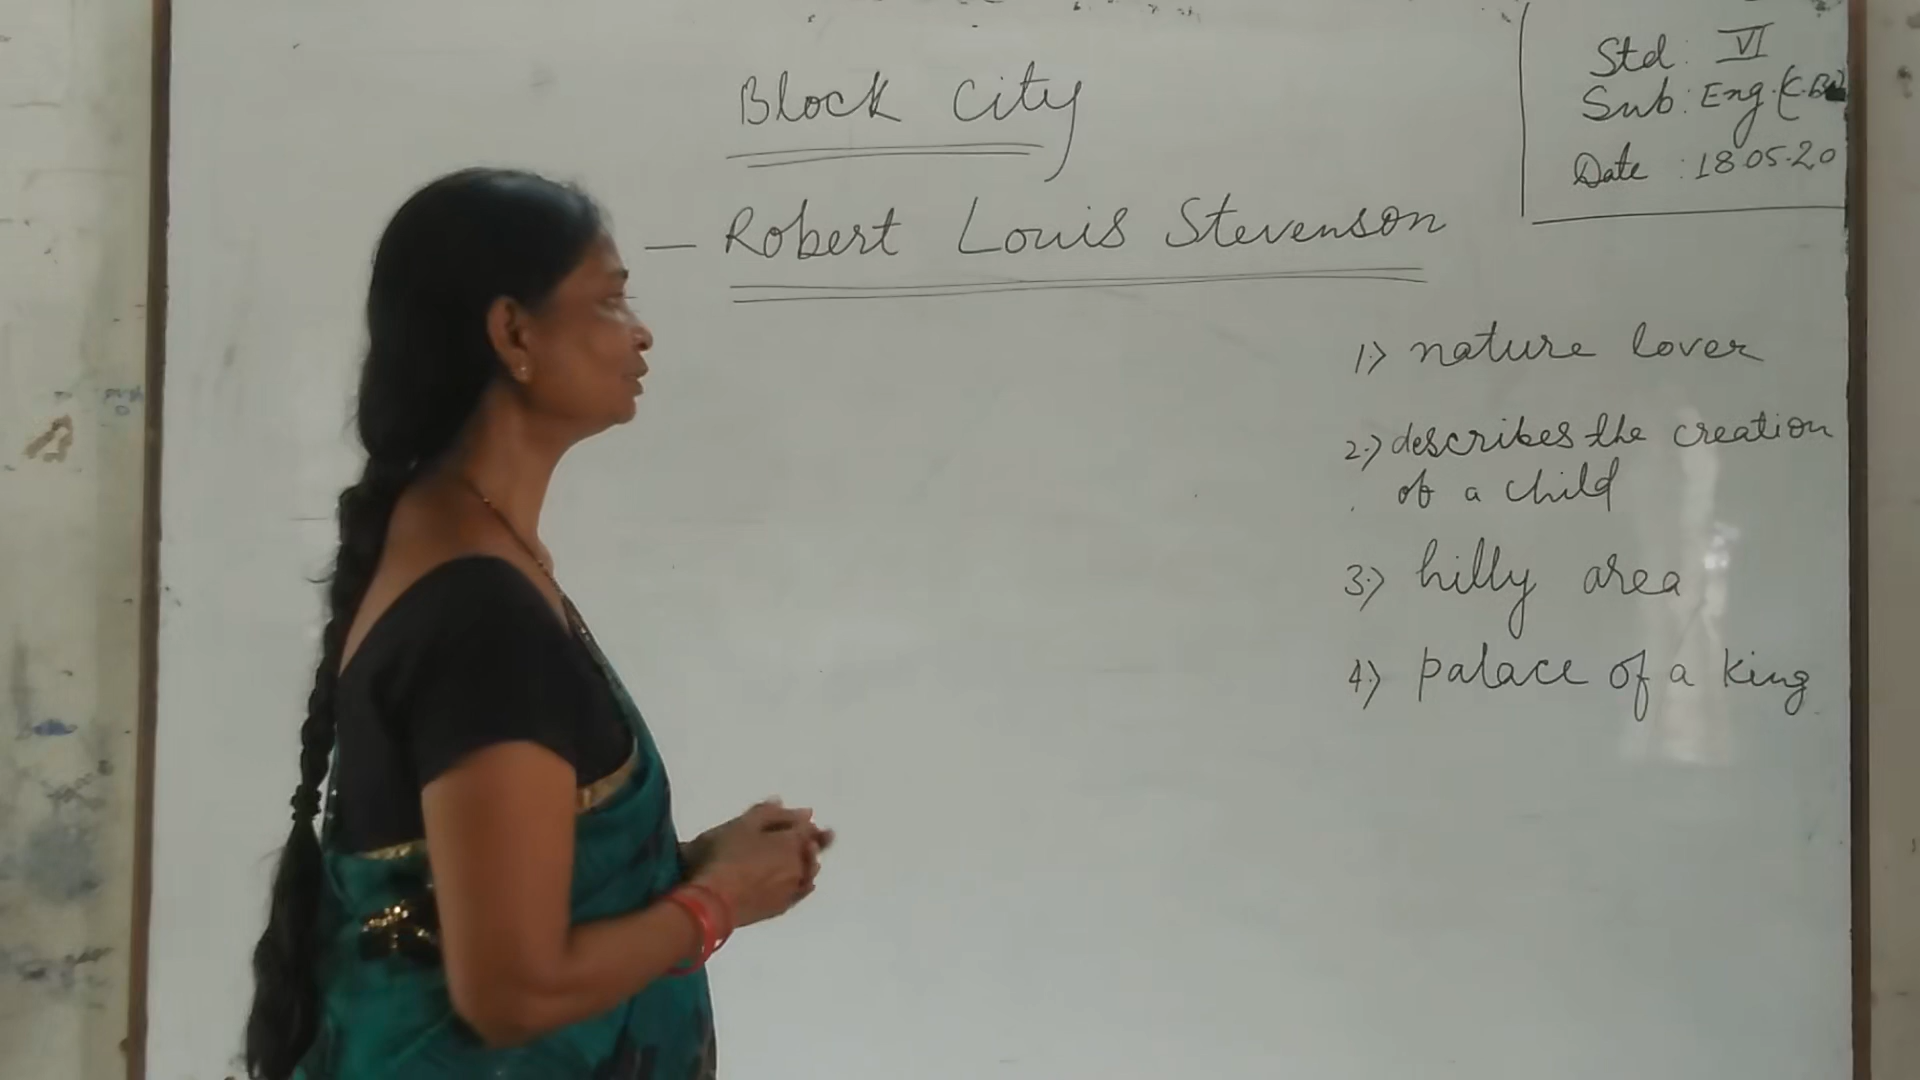 Block City
— Robert Louis Stevenson
Std : VI
Sub : Eng.
Date : 18.05.20
1.) nature lover
2.) describes the creation
of a child
3.) hilly area
4.) palace of a king